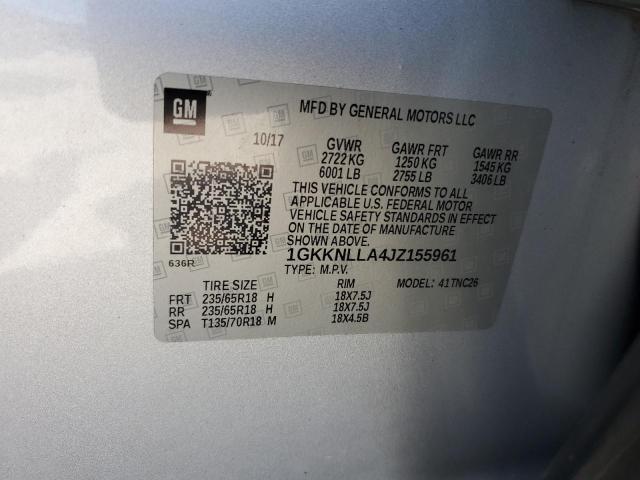 GM
MFD BY GENERAL MOTORS LLC
10/17
GVWR GAWR FRT GAWR RR
2722 KG 1250 KG 1545 KG
6001 LB 2755 LB 3406 LB
THIS VEHICLE CONFORMS TO ALL
APPLICABLE U.S. FEDERAL MOTOR
VEHICLE SAFETY STANDARDS IN EFFECT
ON THE DATE OF MANUFACTURE
SHOWN ABOVE.
636R
1GKKNLLA4JZ155961
TYPE: M.P.V. MODEL: 41TNC26
TIRE SIZE RIM
FRT 235/65R18 H 18X7.5J
RR 235/65R18 H 18X7.5J
SPA T135/70R18 M 18X4.5B